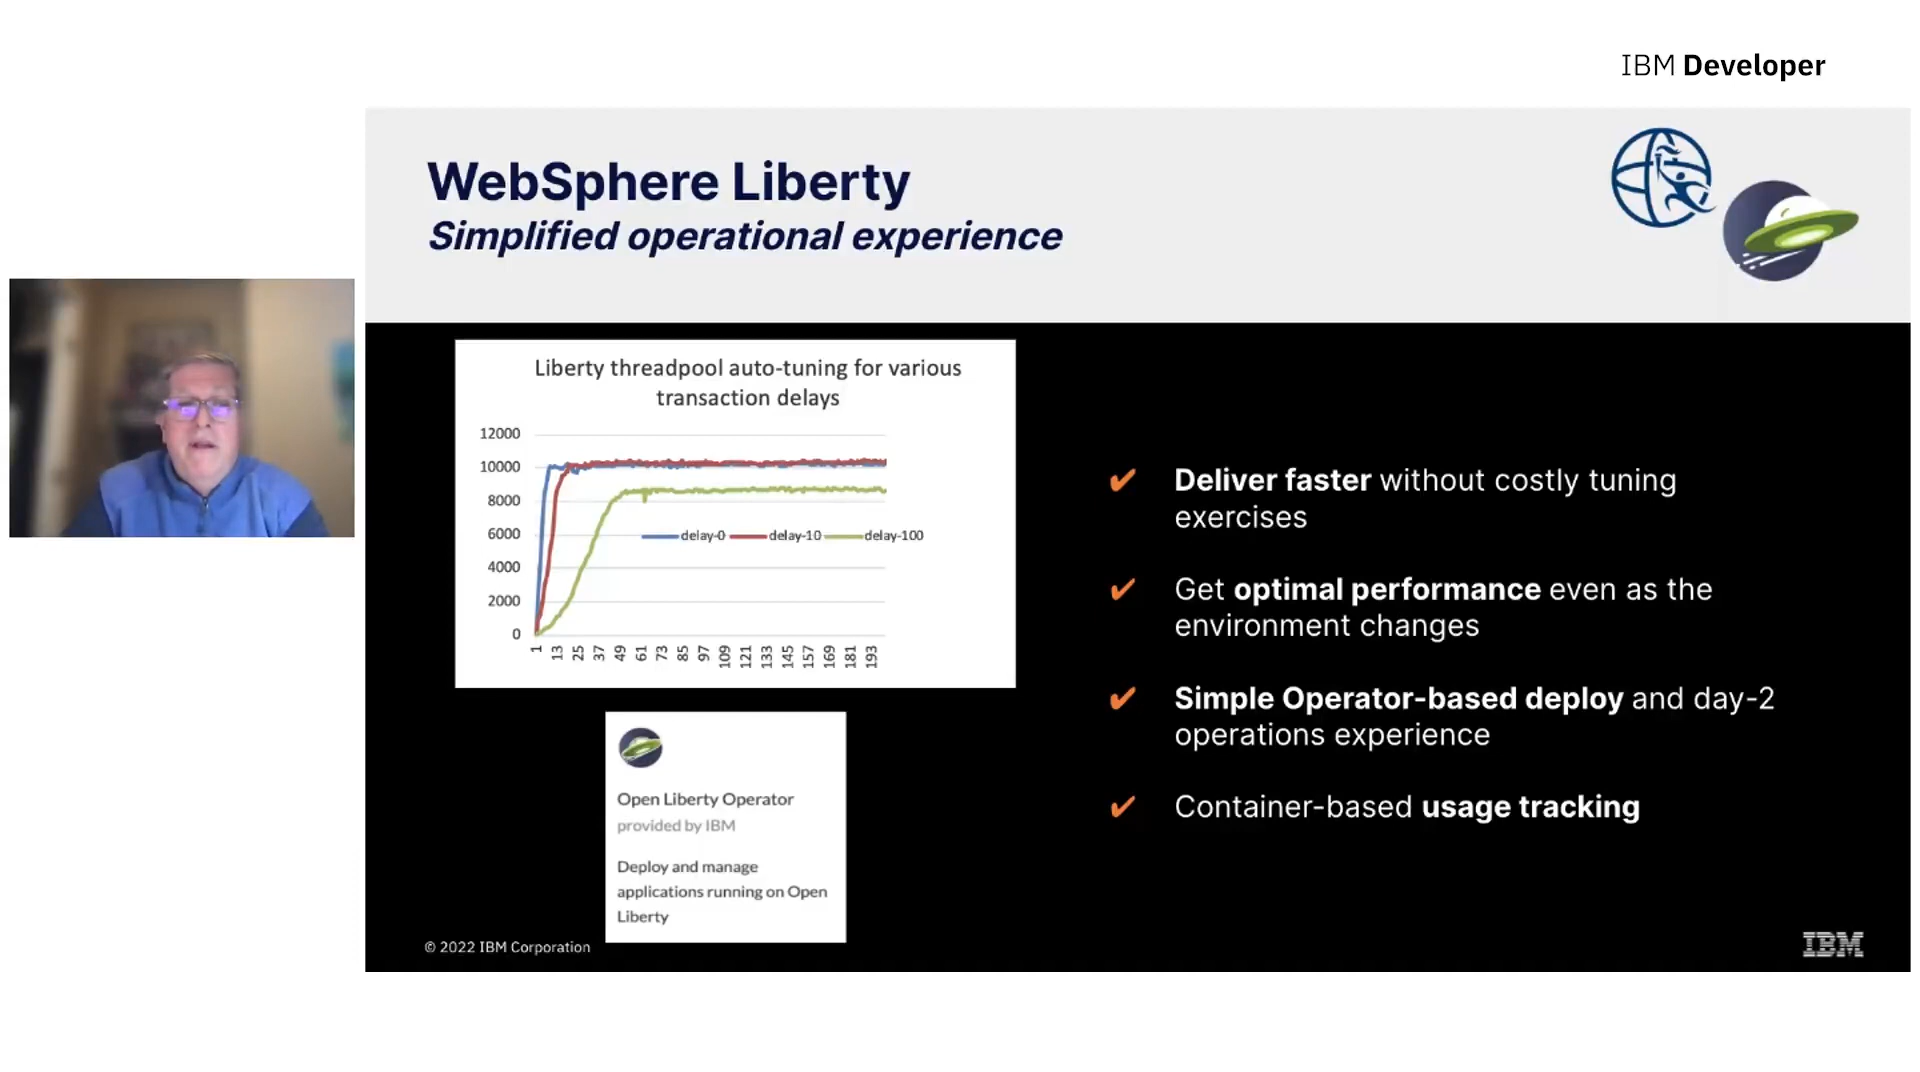 IBM Developer
WebSphere Liberty
Simplified operational experience
Liberty threadpool auto-tuning for various
transaction delays
12000
10000
8000
6000
4000
2000
0
delay-0 delay-10 delay-100
1 13 25 37 49 61 73 85 97 109 121 133 145 157 169 181 193
Open Liberty Operator
provided by IBM
Deploy and manage
applications running on Open
Liberty
✔ Deliver faster without costly tuning
exercises
✔ Get optimal performance even as the
environment changes
✔ Simple Operator-based deploy and day-2
operations experience
✔ Container-based usage tracking
© 2022 IBM Corporation
IBM